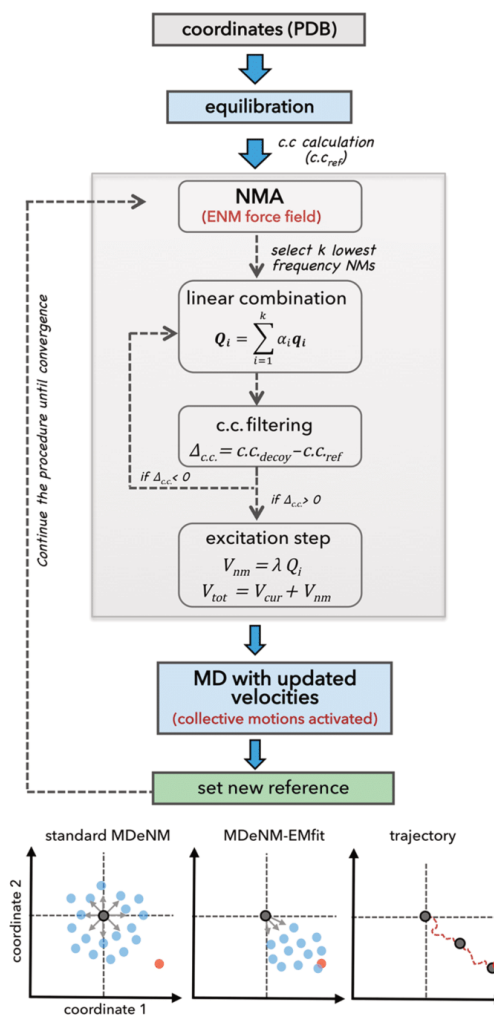 coordinates (PDB)
equilibration
c.c calculation
(c.c_ref)
NMA
(ENM force field)
select k lowest
frequency NMs
linear combination
Q_i = ∑_{i=1}^{k} α_i q_i
c.c. filtering
Δ_c.c. = c.c._decoy – c.c._ref
if Δ_c.c. < 0
if Δ_c.c. > 0
excitation step
V_nm = λ Q_i
V_tot = V_cur + V_nm
Continue the procedure until convergence
MD with updated
velocities
(collective motions activated)
set new reference
standard MDeNM
MDeNM-EMfit
trajectory
coordinate 2
coordinate 1